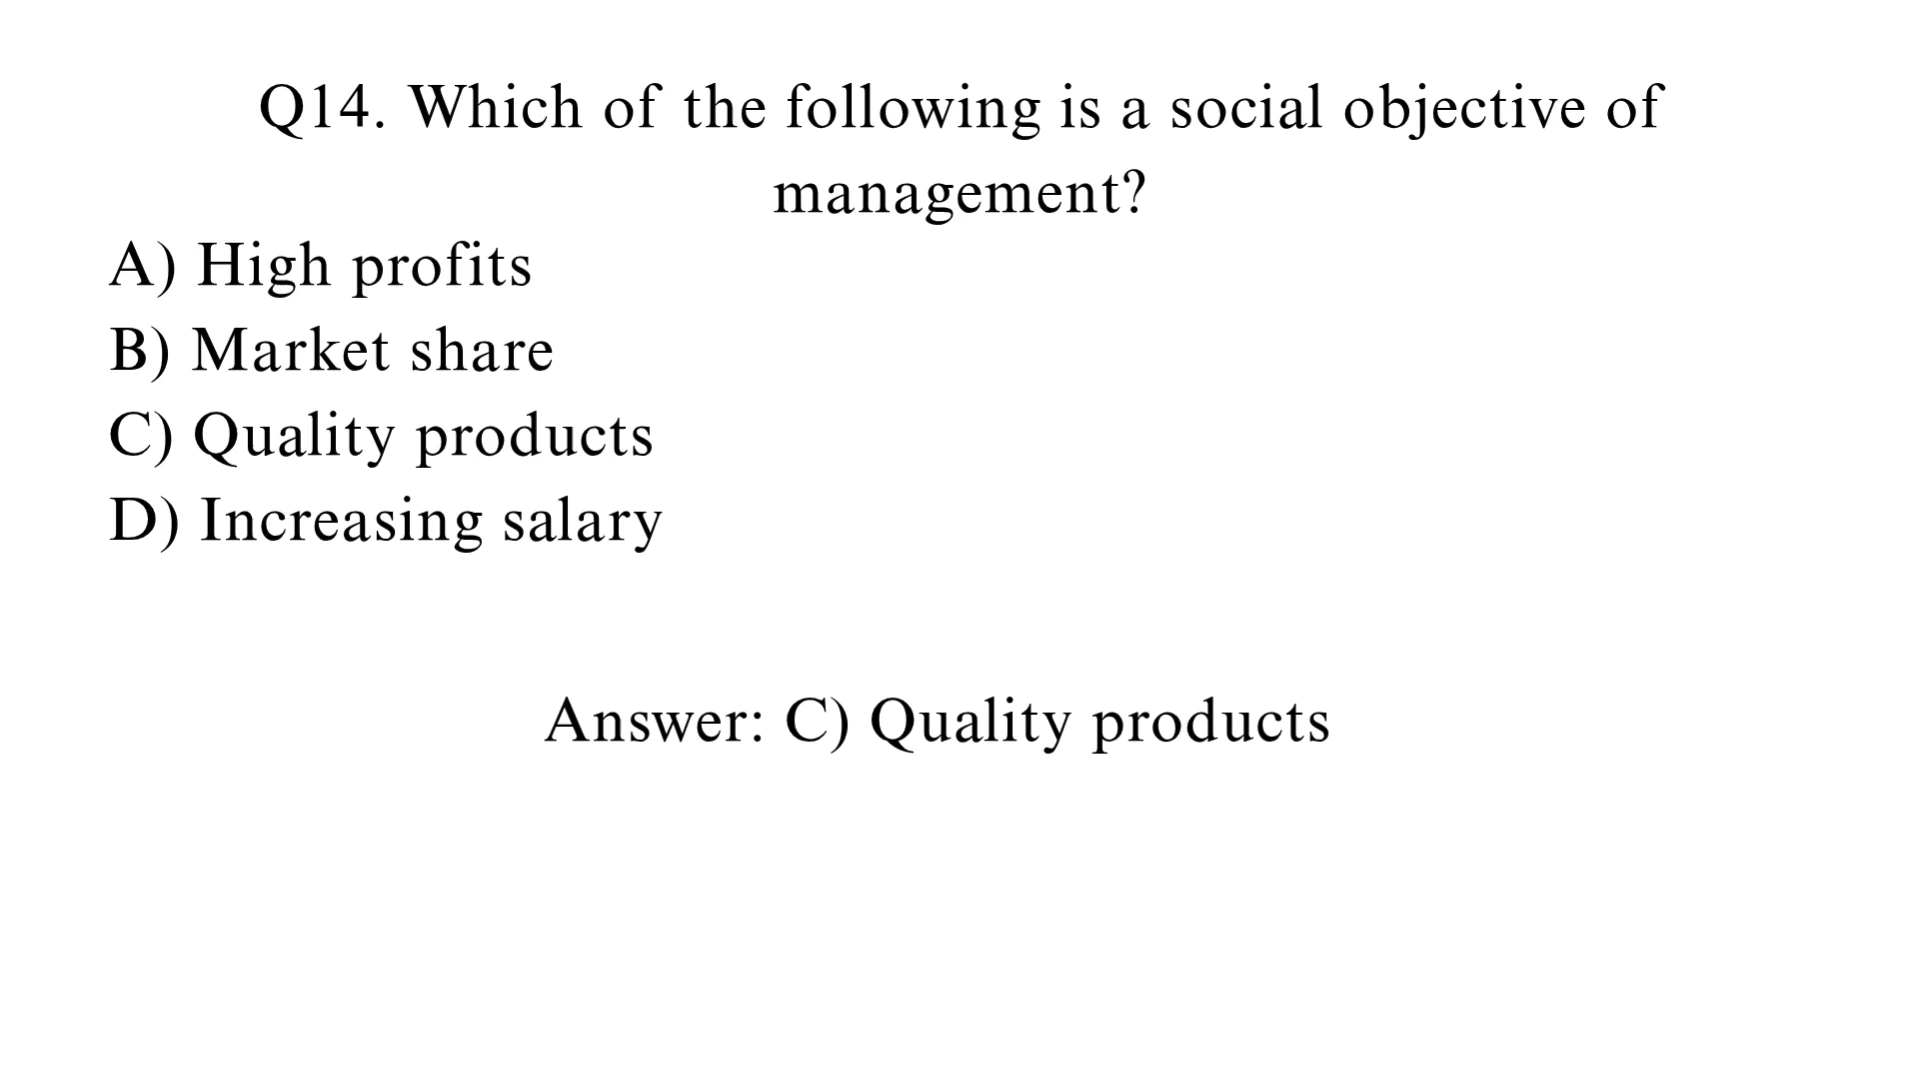 Q14. Which of the following is a social objective of
management?
A) High profits
B) Market share
C) Quality products
D) Increasing salary
Answer: C) Quality products